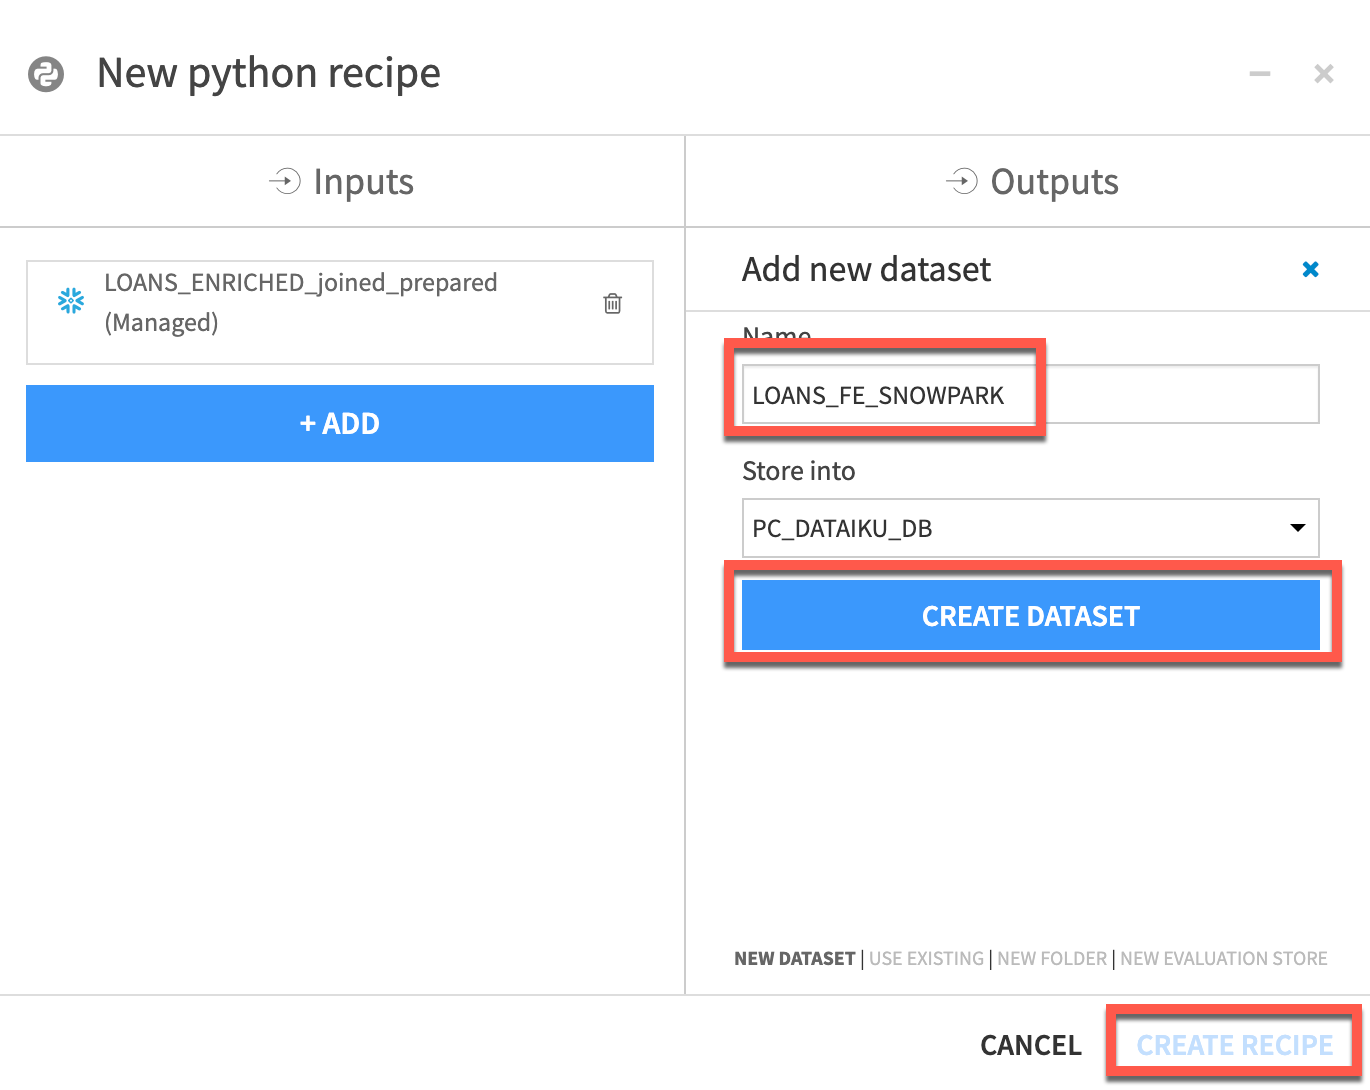 New python recipe
Inputs
Outputs
LOANS_ENRICHED_joined_prepared
(Managed)
+ ADD
Add new dataset
Name
LOANS_FE_SNOWPARK
Store into
PC_DATAIKU_DB
CREATE DATASET
NEW DATASET | USE EXISTING | NEW FOLDER | NEW EVALUATION STORE
CANCEL
CREATE RECIPE